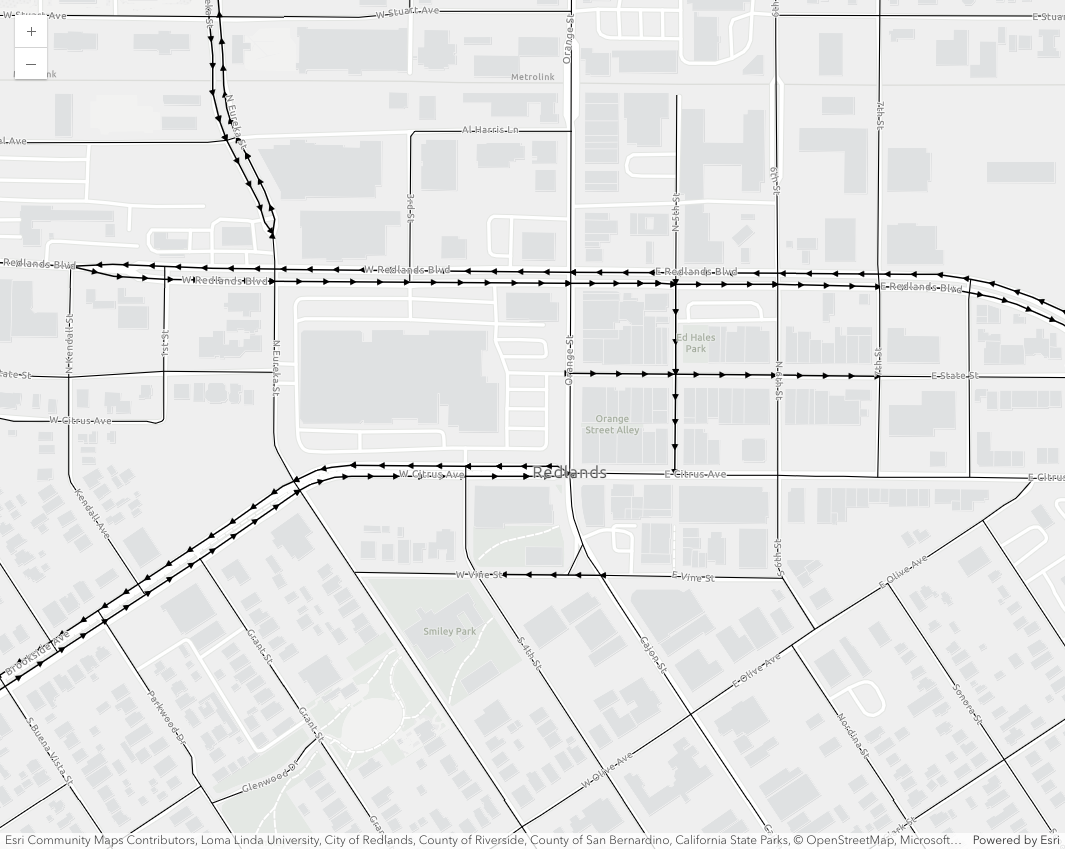 W Stuart Ave
W Stuart Ave
Orange St
E Stuar
+
−
Metrolink
N Eureka St
Al Harris Ln
7th St
al Ave
6th St
3rd St
N 5th St
Redlands Blvd
W Redlands Blvd
E Redlands Blvd
W Redlands Blvd
E Redlands Blvd
N Kendall St
1st St
N Eureka St
Orange St
Ed Hales
Park
N 6th St
7th St
tate St
E State St
W Citrus Ave
Orange
Street Alley
W Citrus Ave
Redlands
E Citrus Ave
E Citrus
Kendall Ave
S 6th St
W Vine St
E Vine St
E Olive Ave
Brookside Ave
Grant St
Smiley Park
S 4th St
Cajon St
E Olive Ave
Parkwood Dr
Grant St
Sonora St
S Buena Vista St
Nordina St
Glenwood Dr
W Olive Ave
Esri Community Maps Contributors, Loma Linda University, City of Redlands, County of Riverside, County of San Bernardino, California State Parks, © OpenStreetMap, Microsoft… Powered by Esri